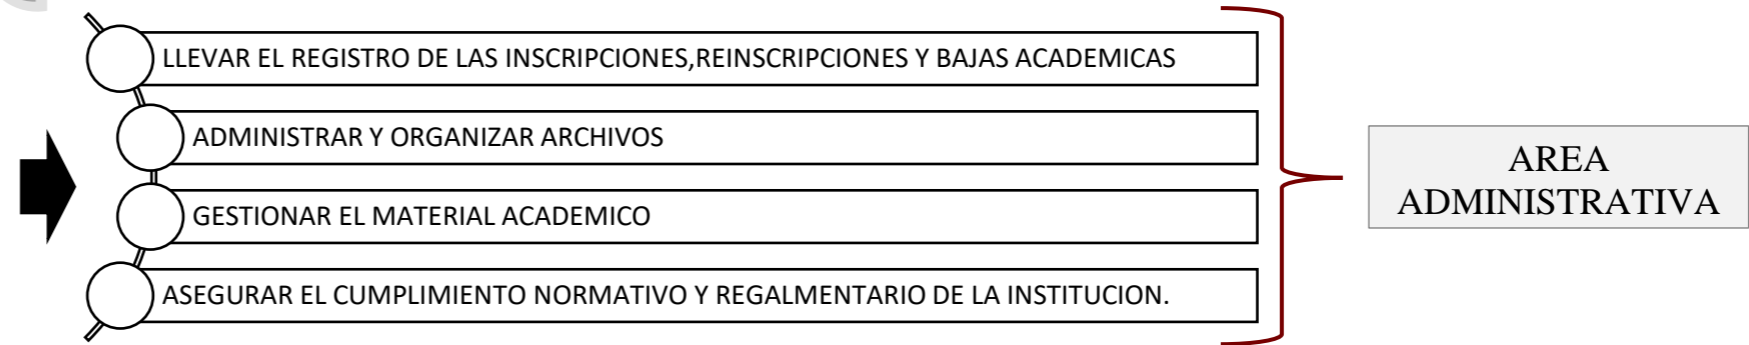 LLEVAR EL REGISTRO DE LAS INSCRIPCIONES,REINSCRIPCIONES Y BAJAS ACADEMICAS
ADMINISTRAR Y ORGANIZAR ARCHIVOS
GESTIONAR EL MATERIAL ACADEMICO
ASEGURAR EL CUMPLIMIENTO NORMATIVO Y REGALMENTARIO DE LA INSTITUCION.
AREA
ADMINISTRATIVA